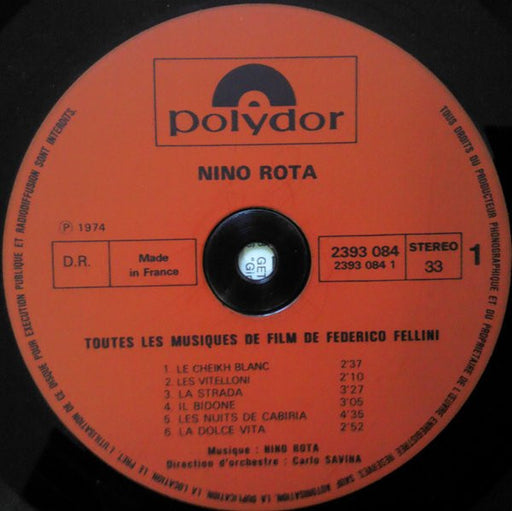 polydor
NINO ROTA
℗ 1974
D.R.
Made
in France
2393 084
2393 084 1
STEREO
33
1
GET
TOUTES LES MUSIQUES DE FILM DE FEDERICO FELLINI
1. LE CHEIKH BLANC 2'37
2. LES VITELLONI 2'10
3. LA STRADA 3'27
4. IL BIDONE 3'05
5. LES NUITS DE CABIRIA 4'35
6. LA DOLCE VITA 2'52
Musique : NINO ROTA
Direction d'orchestre : Carlo SAVINA
TOUS DROITS DU PRODUCTEUR PHONOGRAPHIQUE ET DU PROPRIETAIRE DE L'ŒUVRE ENREGISTREE RESERVES. SAUF AUTORISATION, LA DUPLICATION, LA LOCATION, LE PRET, L'UTILISATION DE CE DISQUE POUR EXECUTION PUBLIQUE ET RADIODIFFUSION SONT INTERDITS.